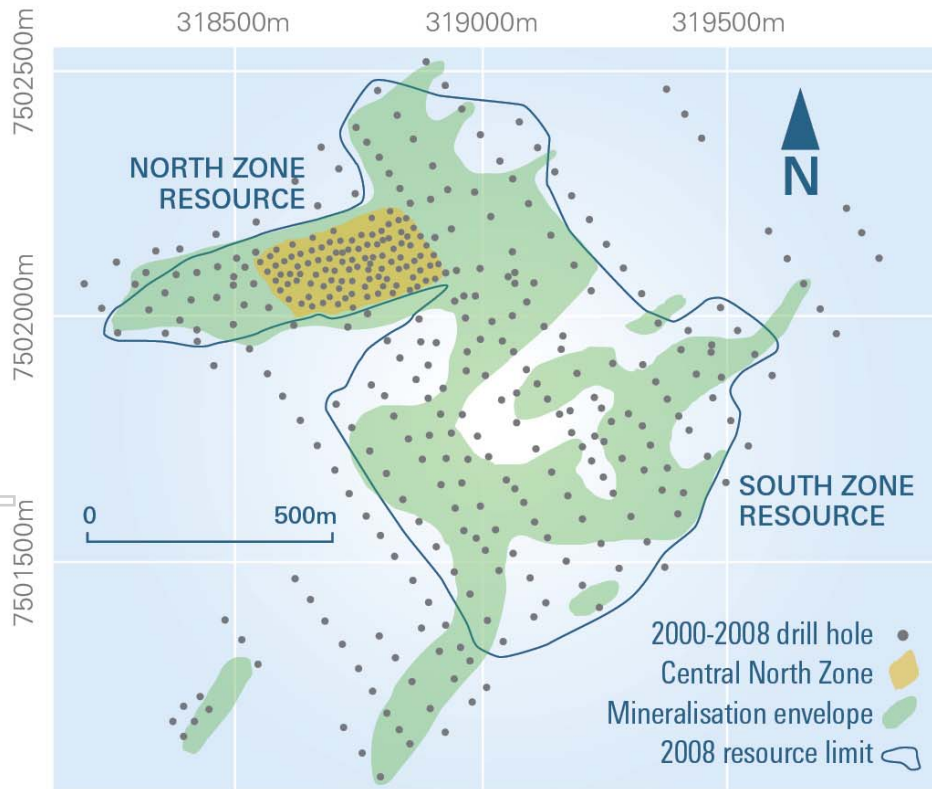 318500m
319000m
319500m
7502500m
7502000m
7501500m
NORTH ZONE
RESOURCE
N
SOUTH ZONE
RESOURCE
0
500m
2000-2008 drill hole
Central North Zone
Mineralisation envelope
2008 resource limit